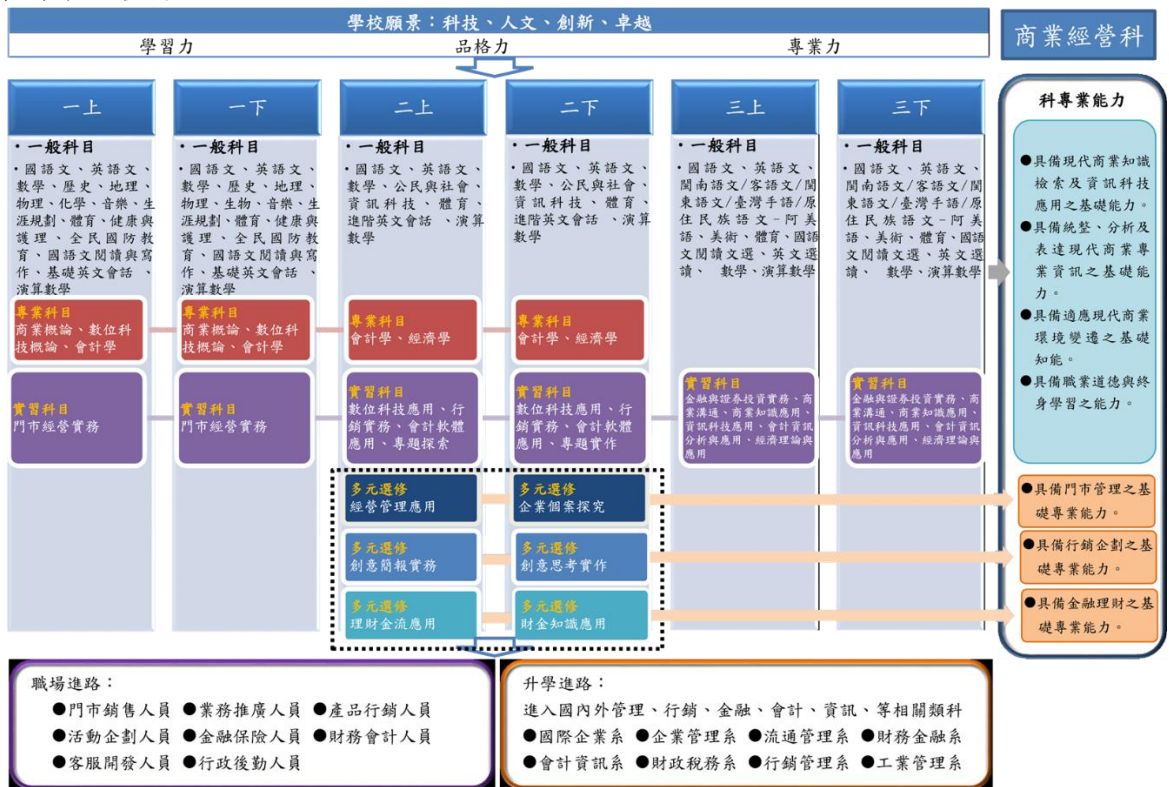 學校願景：科技、人文、創新、卓越
學習力
品格力
專業力
商業經營科
一上
・一般科目
・國語文、英語文、
數學、歷史、地理、
物理、化學、音樂、生
涯規劃、體育、健康與
護理、全民國防教
育、國語文閱讀與寫
作、基礎英文會話、
演算數學
專業科目
商業概論、數位科
技概論、會計學
實習科目
門市經營實務
一下
・一般科目
・國語文、英語文、
數學、歷史、地理、
物理、生物、音樂、生
涯規劃、體育、健康與
護理、全民國防教
育、國語文閱讀與寫
作、基礎英文會話、
演算數學
專業科目
商業概論、數位科
技概論、會計學
實習科目
門市經營實務
二上
・一般科目
・國語文、英語文、
數學、公民與社會、
資訊科技、體育、
進階英文會話、演算
數學
專業科目
會計學、經濟學
實習科目
數位科技應用、行
銷實務、會計軟體
應用、專題探索
多元選修
經營管理應用
多元選修
創意簡報實務
多元選修
理財金流應用
二下
・一般科目
・國語文、英語文、
數學、公民與社會、
資訊科技、體育、
進階英文會話、演算
數學
專業科目
會計學、經濟學
實習科目
數位科技應用、行
銷實務、會計軟體
應用、專題實作
多元選修
企業個案探究
多元選修
創意思考實作
多元選修
財金知識應用
三上
・一般科目
・國語文、英語文、
閩南語文/客語文/閩
東語文/臺灣手語/原
住民族語文-阿美
語、美術、體育、國語
文閱讀文選、英文選
讀、 數學、演算數學
實習科目
金融與證券投資實務、商
業溝通、商業知識應用、
資訊科技應用、會計資訊
分析與應用、經濟理論與
應用
三下
・一般科目
・國語文、英語文、
閩南語文/客語文/閩
東語文/臺灣手語/原
住民族語文-阿美
語、美術、體育、國語
文閱讀文選、英文選
讀、 數學、演算數學
實習科目
金融與證券投資實務、商
業溝通、商業知識應用、
資訊科技應用、會計資訊
分析與應用、經濟理論與
應用
科專業能力
●具備現代商業知識
檢索及資訊科技
應用之基礎能力。
●具備統整、分析及
表達現代商業專
業資訊之基礎能
力。
●具備適應現代商業
環境變遷之基礎
知能。
●具備職業道德與終
身學習之能力。
●具備門市管理之基
礎專業能力。
●具備行銷企劃之基
礎專業能力。
●具備金融理財之基
礎專業能力。
職場進路：
●門市銷售人員 ●業務推廣人員 ●產品行銷人員
●活動企劃人員 ●金融保險人員 ●財務會計人員
●客服開發人員 ●行政後勤人員
升學進路：
進入國內外管理、行銷、金融、會計、資訊、等相關類科
●國際企業系 ●企業管理系 ●流通管理系 ●財務金融系
●會計資訊系 ●財政稅務系 ●行銷管理系 ●工業管理系